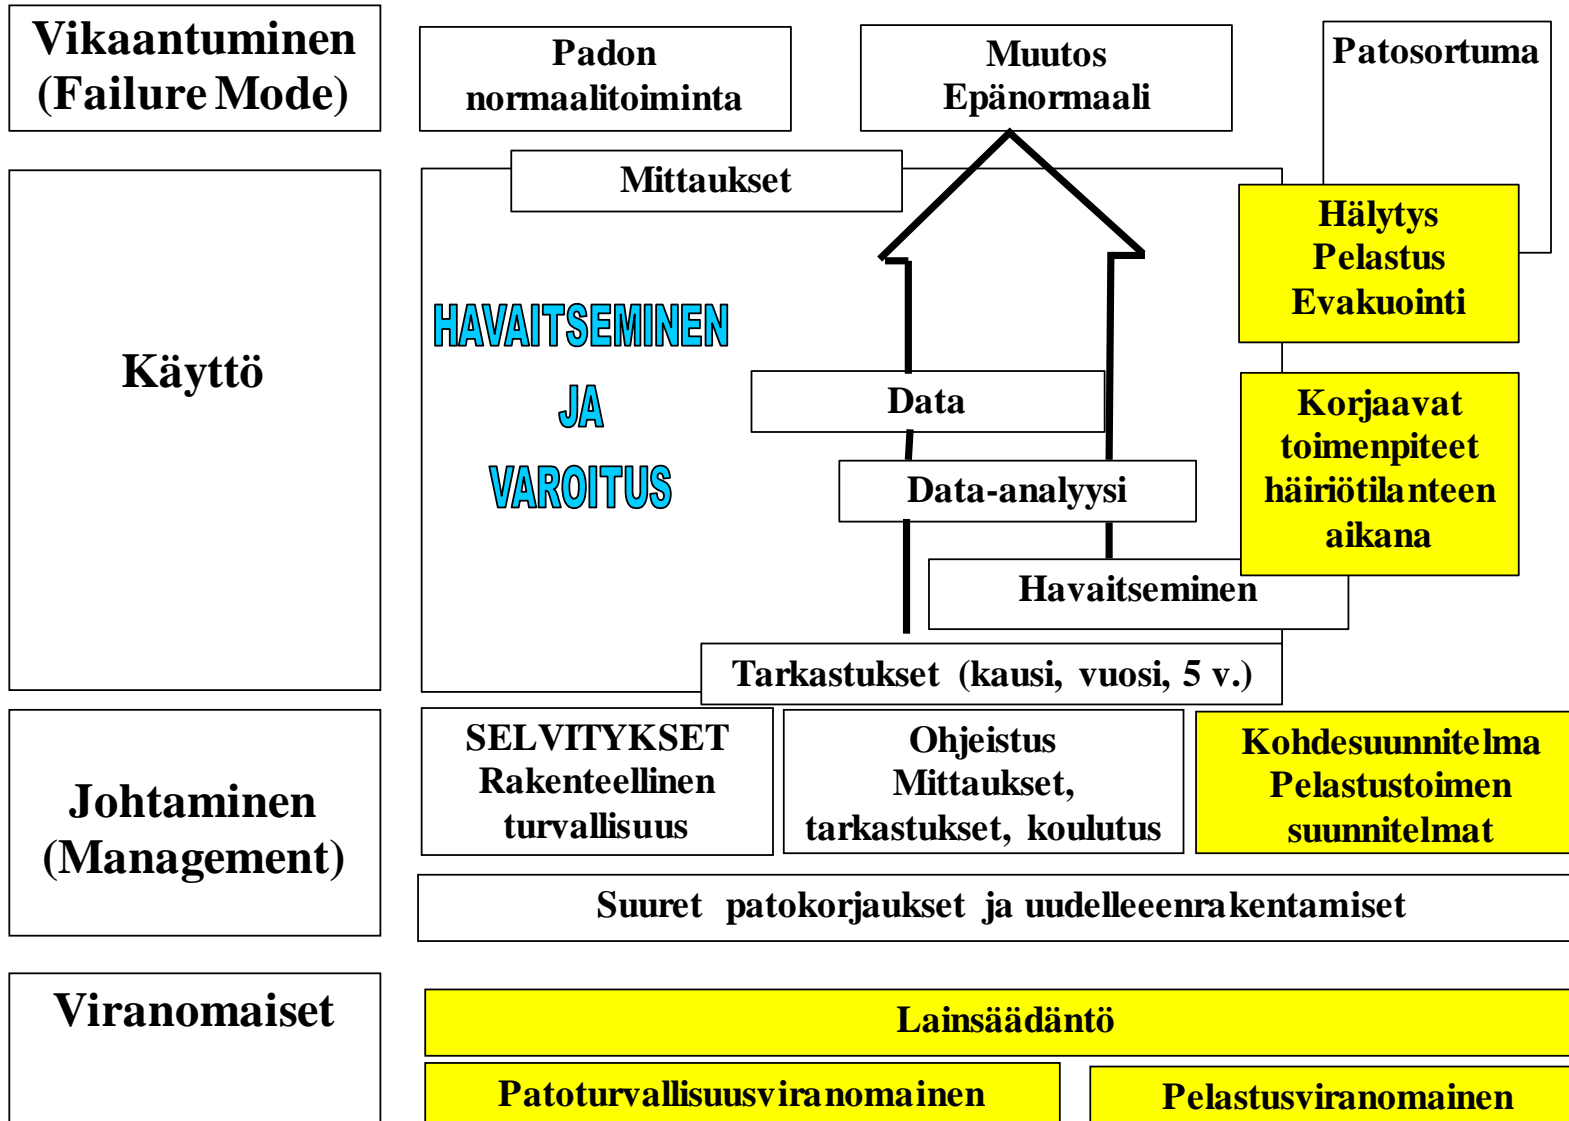 Vikaantuminen
(Failure Mode)
Padon
normaalitoiminta
Muutos
Epänormaali
Patosortuma
Käyttö
Mittaukset
HAVAITSEMINEN
JA
VAROITUS
Data
Data-analyysi
Havaitseminen
Tarkastukset (kausi, vuosi, 5 v.)
Hälytys
Pelastus
Evakuointi
Korjaavat
toimenpiteet
häiriötilanteen
aikana
Johtaminen
(Management)
SELVITYKSET
Rakenteellinen
turvallisuus
Ohjeistus
Mittaukset,
tarkastukset, koulutus
Kohdesuunnitelma
Pelastustoimen
suunnitelmat
Suuret patokorjaukset ja uudelleeenrakentamiset
Viranomaiset
Lainsäädäntö
Patoturvallisuusviranomainen
Pelastusviranomainen